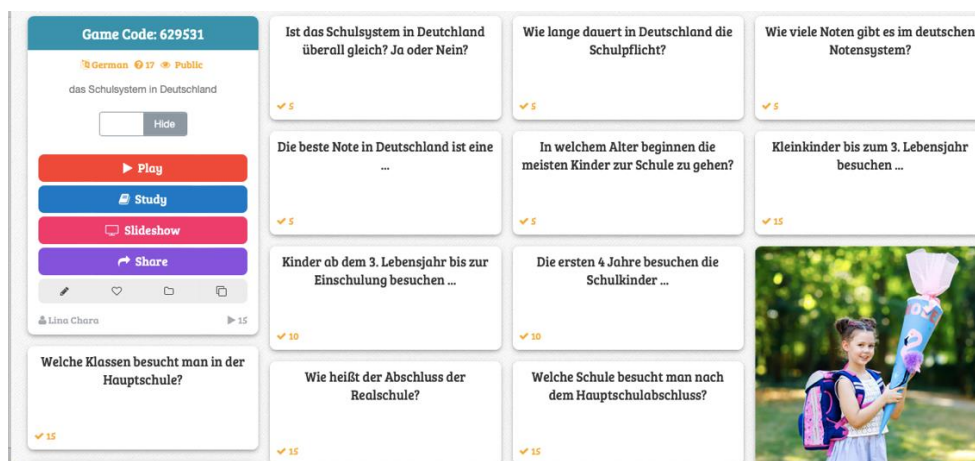 Game Code: 629531
German 17 Public
das Schulsystem in Deutschland
Hide
Play
Study
Slideshow
Share
Lina Chara
15
Welche Klassen besucht man in der
Hauptschule?
15
Ist das Schulsystem in Deutchland
überall gleich? Ja oder Nein?
5
Die beste Note in Deutschland ist eine
...
5
Kinder ab dem 3. Lebensjahr bis zur
Einschulung besuchen ...
10
Wie heißt der Abschluss der
Realschule?
15
Wie lange dauert in Deutschland die
Schulpflicht?
5
In welchem Alter beginnen die
meisten Kinder zur Schule zu gehen?
5
Die ersten 4 Jahre besuchen die
Schulkinder ...
10
Welche Schule besucht man nach
dem Hauptschulabschluss?
15
Wie viele Noten gibt es im deutschen
Notensystem?
5
Kleinkinder bis zum 3. Lebensjahr
besuchen ...
15